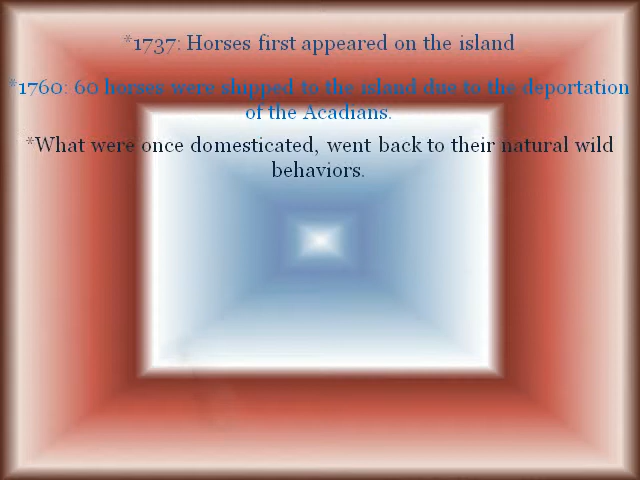 *1737: Horses first appeared on the island
*1760: 60 horses were shipped to the island due to the deportation
of the Acadians.
*What were once domesticated, went back to their natural wild
behaviors.